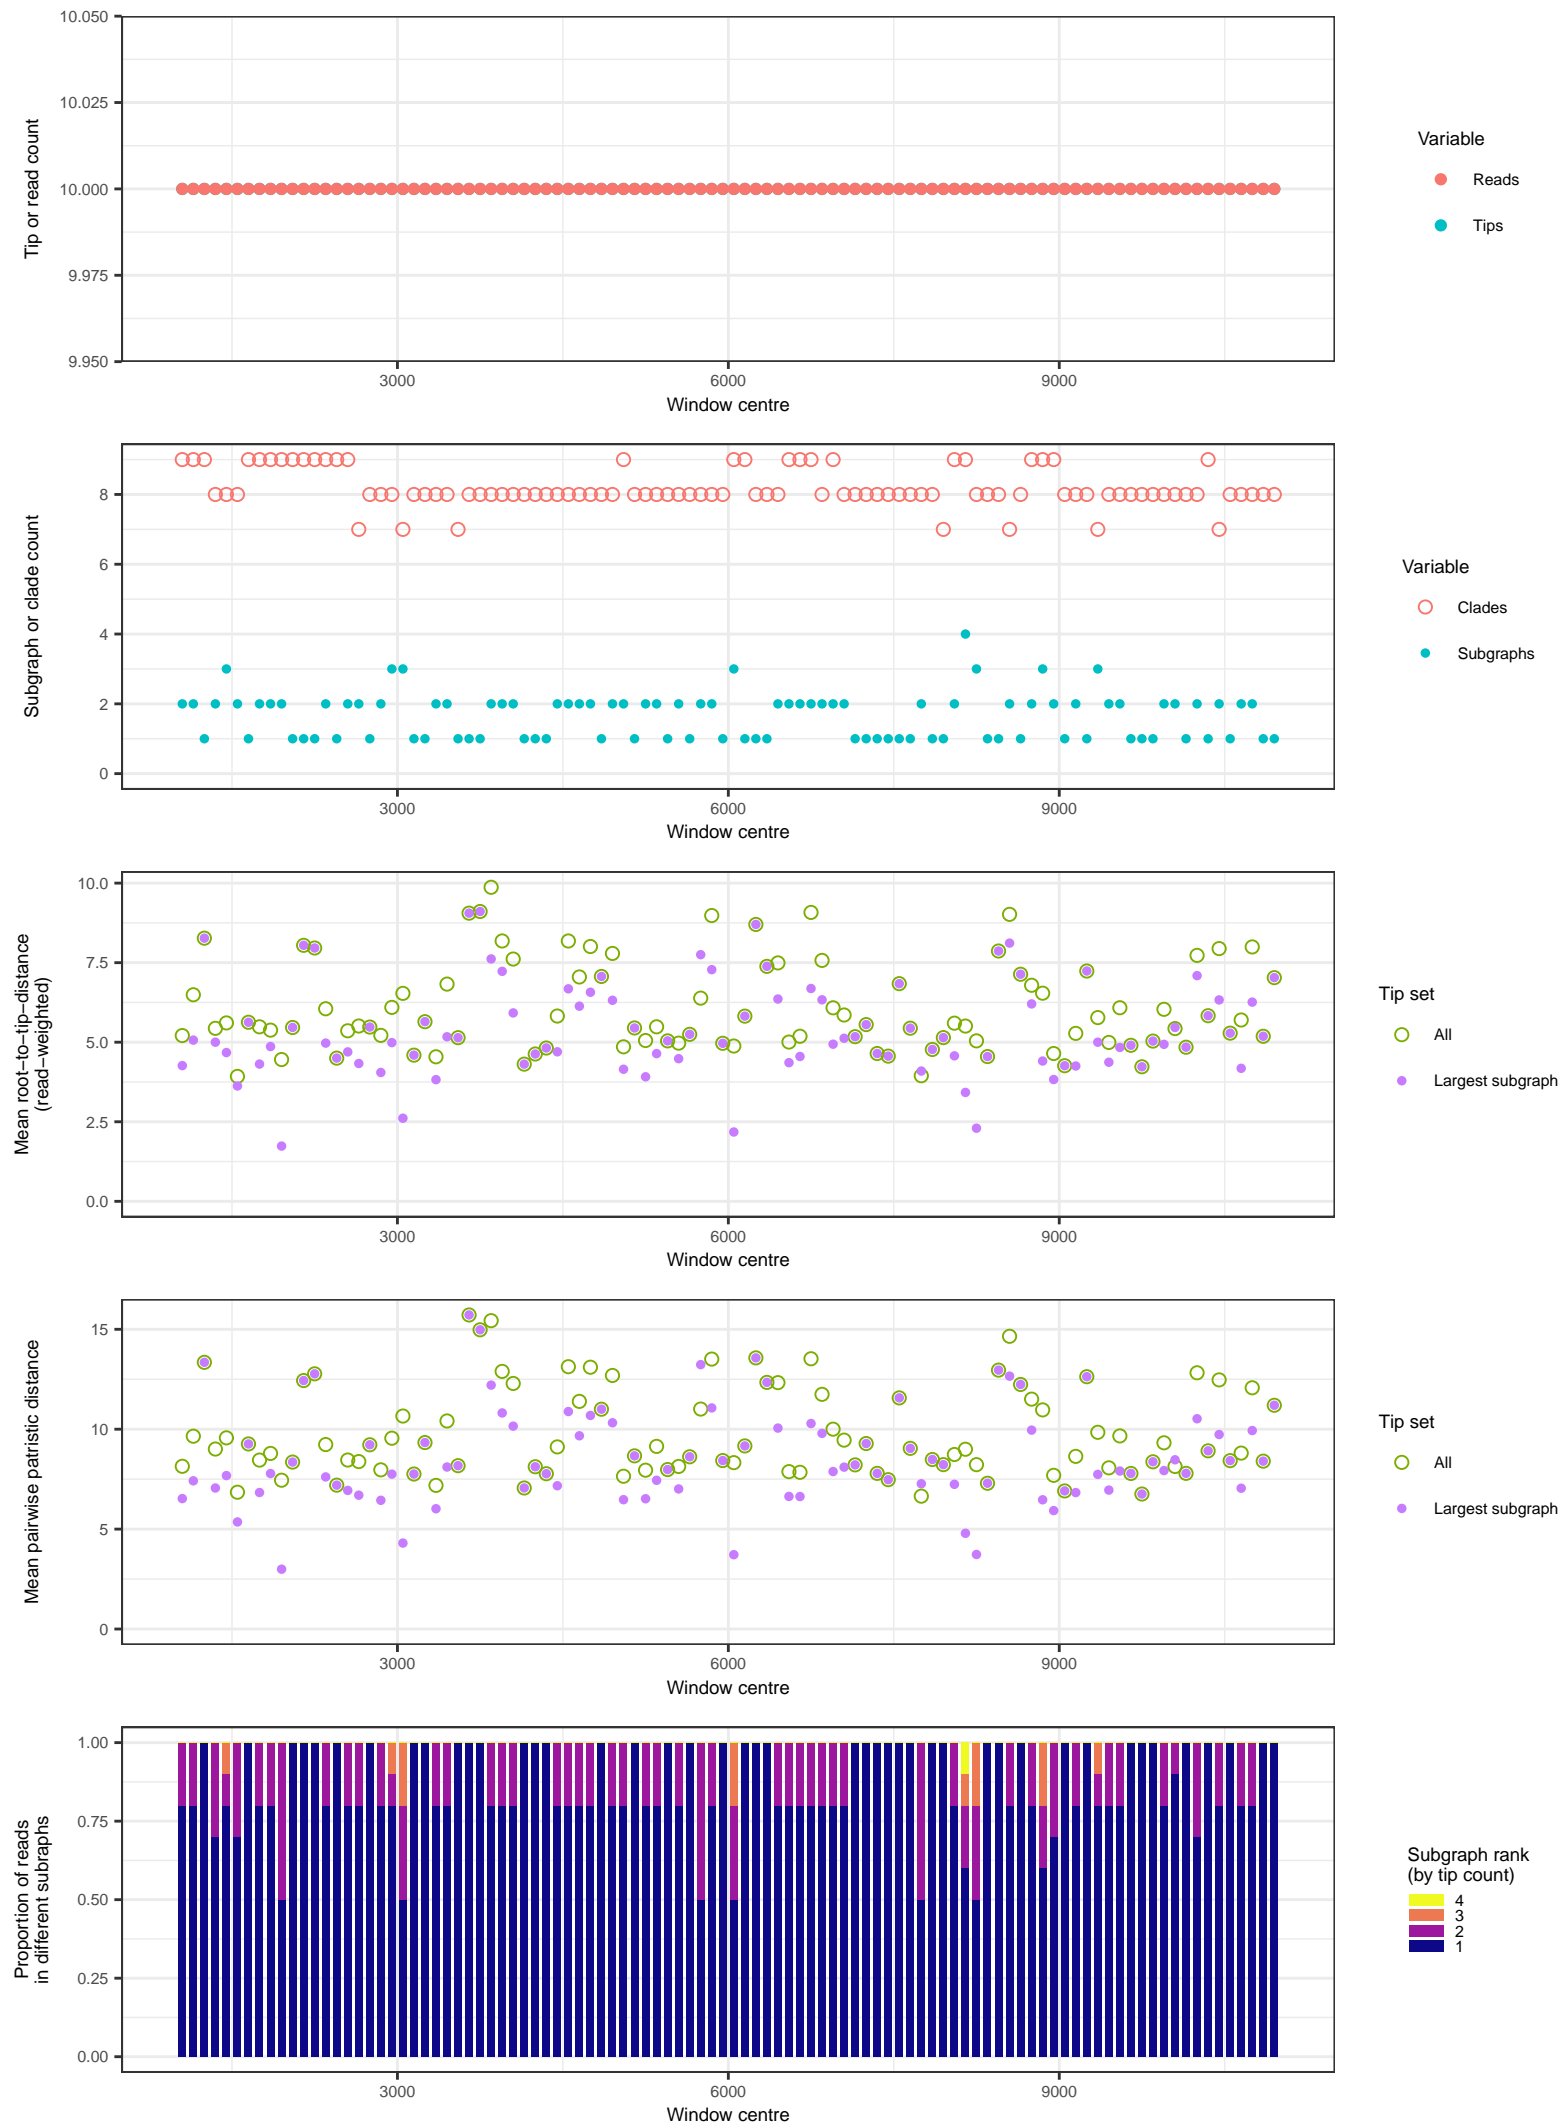 10.050
10.025
10.000
9.975
9.950
Tip or read count
3000
6000
9000
Window centre
Variable
Reads
Tips
8
6
4
2
0
Subgraph or clade count
3000
6000
9000
Window centre
Variable
Clades
Subgraphs
10.0
7.5
5.0
2.5
0.0
Mean root−to−tip−distance
(read−weighted)
3000
6000
9000
Window centre
Tip set
All
Largest subgraph
15
10
5
0
Mean pairwise patristic distance
3000
6000
9000
Window centre
Tip set
All
Largest subgraph
1.00
0.75
0.50
0.25
0.00
Proportion of reads
in different subraphs
3000
6000
9000
Window centre
Subgraph rank
(by tip count)
4
3
2
1